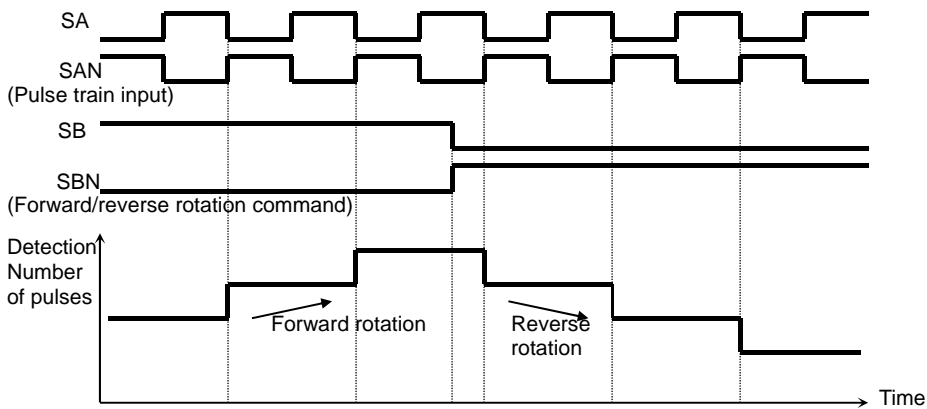 SA
SAN
(Pulse train input)
SB
SBN
(Forward/reverse rotation command)
Detection
Number
of pulses
Forward rotation
Reverse
rotation
Time